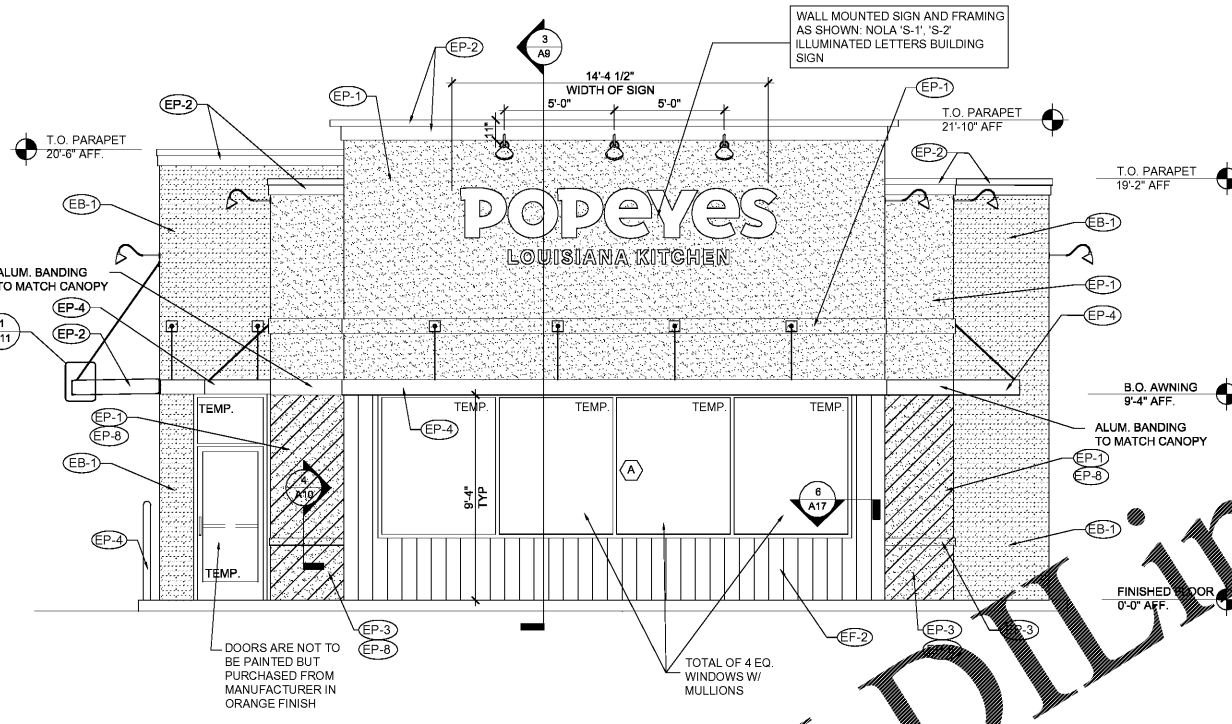 WALL MOUNTED SIGN AND FRAMING
AS SHOWN: NOLA 'S-1', 'S-2'
ILLUMINATED LETTERS BUILDING
SIGN
3
A9
EP-2
14'-4 1/2"
WIDTH OF SIGN
EP-1
5'-0"
5'-0"
EP-1
EP-2
11"
T.O. PARAPET
21'-10" AFF
T.O. PARAPET
20'-6" AFF.
EP-2
T.O. PARAPET
19'-2" AFF
EB-1
POPEYES
LOUISIANA KITCHEN
EB-1
ALUM. BANDING
TO MATCH CANOPY
EP-1
EP-4
EP-1
EP-4
1
11
EP-2
B.O. AWNING
9'-4" AFF.
TEMP.
TEMP.
TEMP.
TEMP.
TEMP.
EP-1
EP-8
EP-4
ALUM. BANDING
TO MATCH CANOPY
EB-1
A
EP-1
EP-8
4
A10
9'-4"
TYP
6
A17
EP-4
EB-1
TEMP.
FINISHED FLOOR
0'-0" AFF.
EP-3
EP-8
EF-2
EP-3
EP-3
DOORS ARE NOT TO
BE PAINTED BUT
PURCHASED FROM
MANUFACTURER IN
ORANGE FINISH
TOTAL OF 4 EQ.
WINDOWS W/
MULLIONS